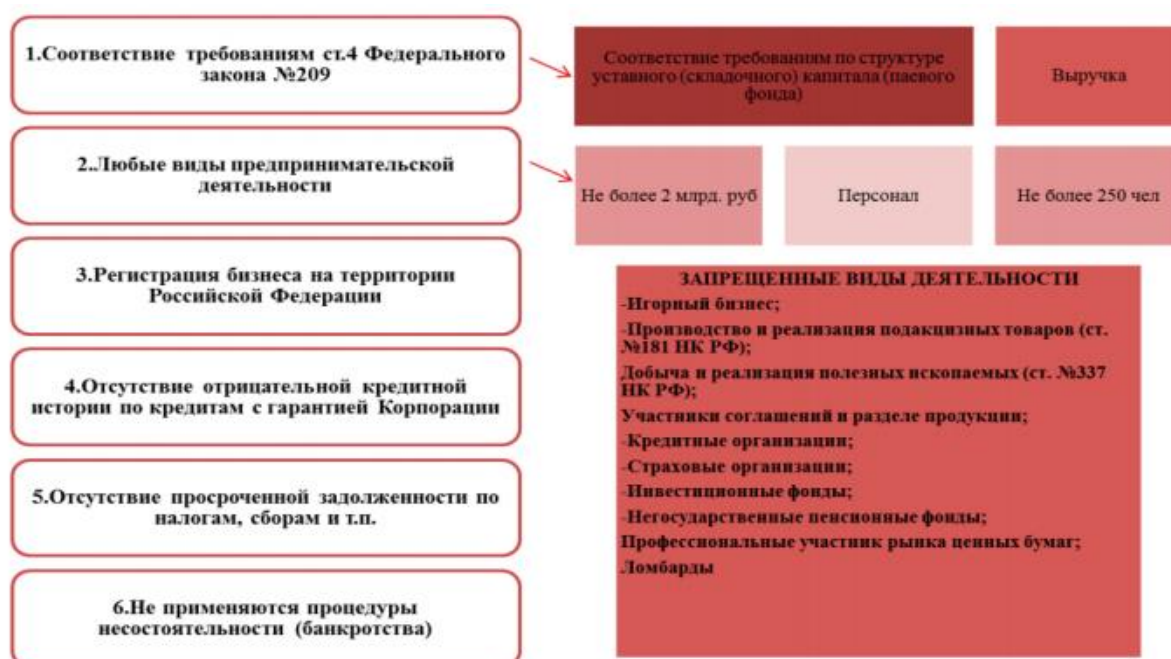 1.Соответствие требованиям ст.4 Федерального
закона №209
2.Любые виды предпринимательской
деятельности
3.Регистрация бизнеса на территории
Российской Федерации
4.Отсутствие отрицательной кредитной
истории по кредитам с гарантией Корпорации
5.Отсутствие просроченной задолженности по
налогам, сборам и т.п.
6.Не применяются процедуры
несостоятельности (банкротства)
Соответствие требованиям по структуре
уставного (складочного) капитала (паевого
фонда)
Выручка
Не более 2 млрд. руб
Персонал
Не более 250 чел
ЗАПРЕЩЕННЫЕ ВИДЫ ДЕЯТЕЛЬНОСТИ
-Игорный бизнес;
-Производство и реализация подакцизных товаров (ст.
№181 НК РФ);
Добыча и реализация полезных ископаемых (ст. №337
НК РФ);
Участники соглашений и разделе продукции;
-Кредитные организации;
-Страховые организации;
-Инвестиционные фонды;
-Негосударственные пенсионные фонды;
Профессиональные участник рынка ценных бумаг;
Ломбарды